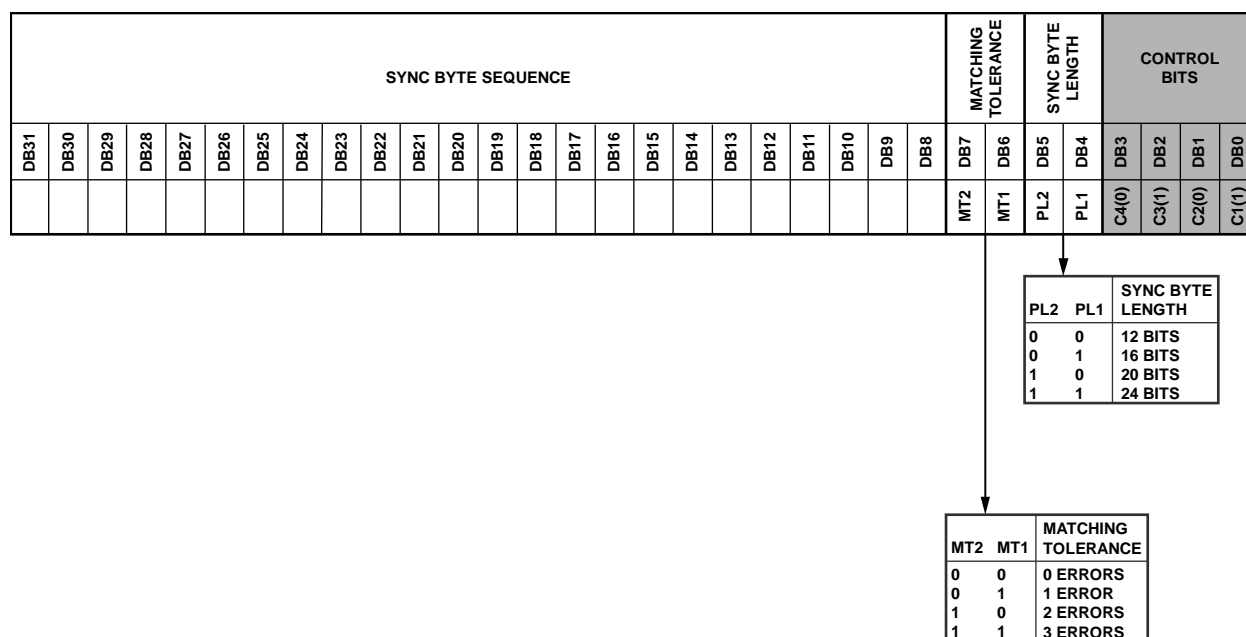 SYNC BYTE SEQUENCE
MATCHING
TOLERANCE
SYNC BYTE
LENGTH
CONTROL
BITS
DB31 DB30 DB29 DB28 DB27 DB26 DB25 DB24 DB23 DB22 DB21 DB20 DB19 DB18 DB17 DB16 DB15 DB14 DB13 DB12 DB11 DB10 DB9 DB8 DB7 DB6 DB5 DB4 DB3 DB2 DB1 DB0
MT2 MT1 PL2 PL1 C4(0) C3(1) C2(0) C1(1)
SYNC BYTE
PL2 PL1 LENGTH
0 0 12 BITS
0 1 16 BITS
1 0 20 BITS
1 1 24 BITS
MATCHING
MT2 MT1 TOLERANCE
0 0 0 ERRORS
0 1 1 ERROR
1 0 2 ERRORS
1 1 3 ERRORS